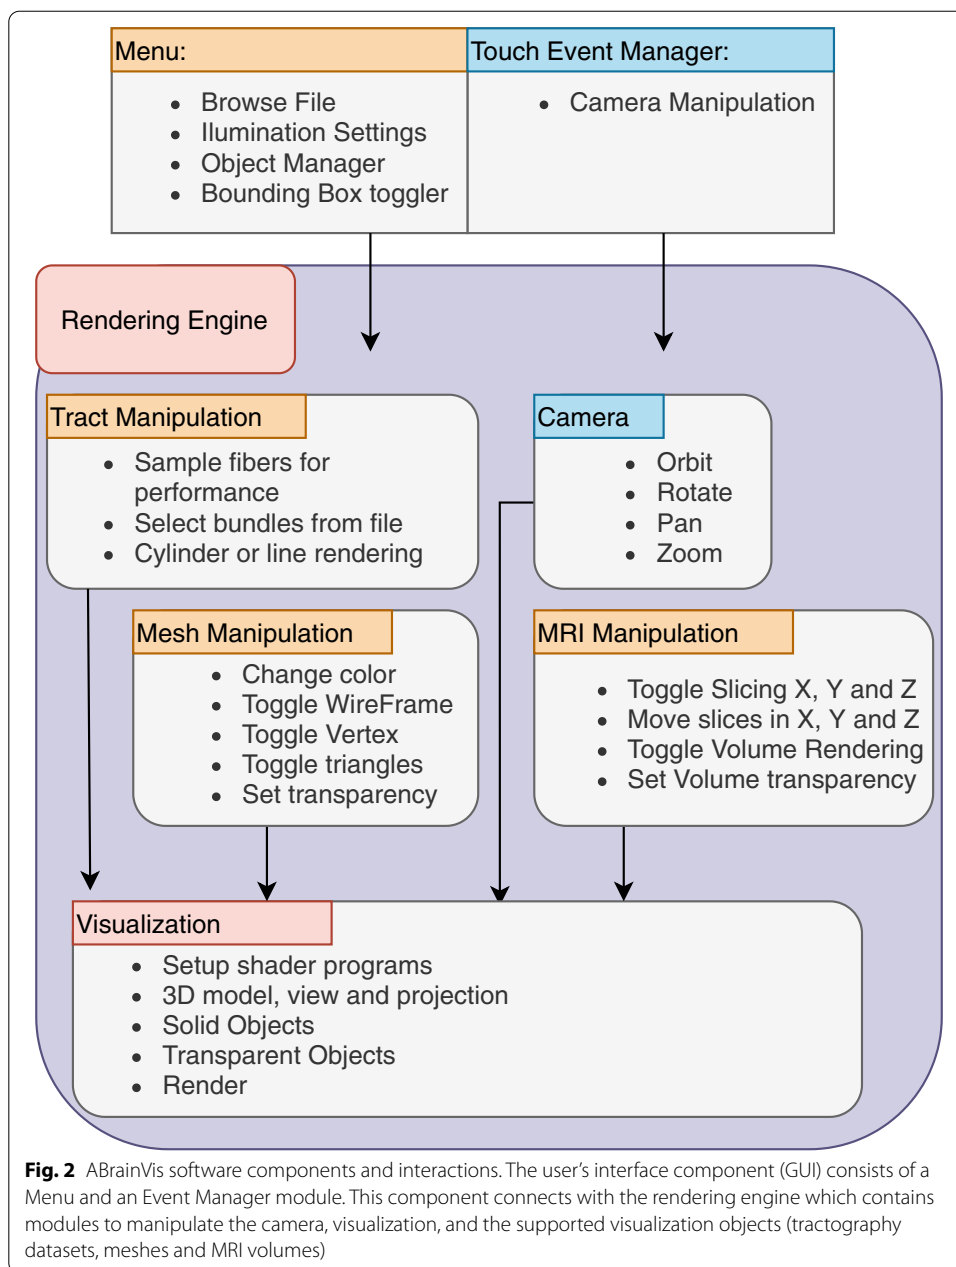 Menu:
Browse File
Ilumination Settings
Object Manager
Bounding Box toggler
Touch Event Manager:
Camera Manipulation
Rendering Engine
Tract Manipulation
Sample fibers for
performance
Select bundles from file
Cylinder or line rendering
Camera
Orbit
Rotate
Pan
Zoom
Mesh Manipulation
Change color
Toggle WireFrame
Toggle Vertex
Toggle triangles
Set transparency
MRI Manipulation
Toggle Slicing X, Y and Z
Move slices in X, Y and Z
Toggle Volume Rendering
Set Volume transparency
Visualization
Setup shader programs
3D model, view and projection
Solid Objects
Transparent Objects
Render
Fig. 2 ABrainVis software components and interactions. The user's interface component (GUI) consists of a
Menu and an Event Manager module. This component connects with the rendering engine which contains
modules to manipulate the camera, visualization, and the supported visualization objects (tractography
datasets, meshes and MRI volumes)